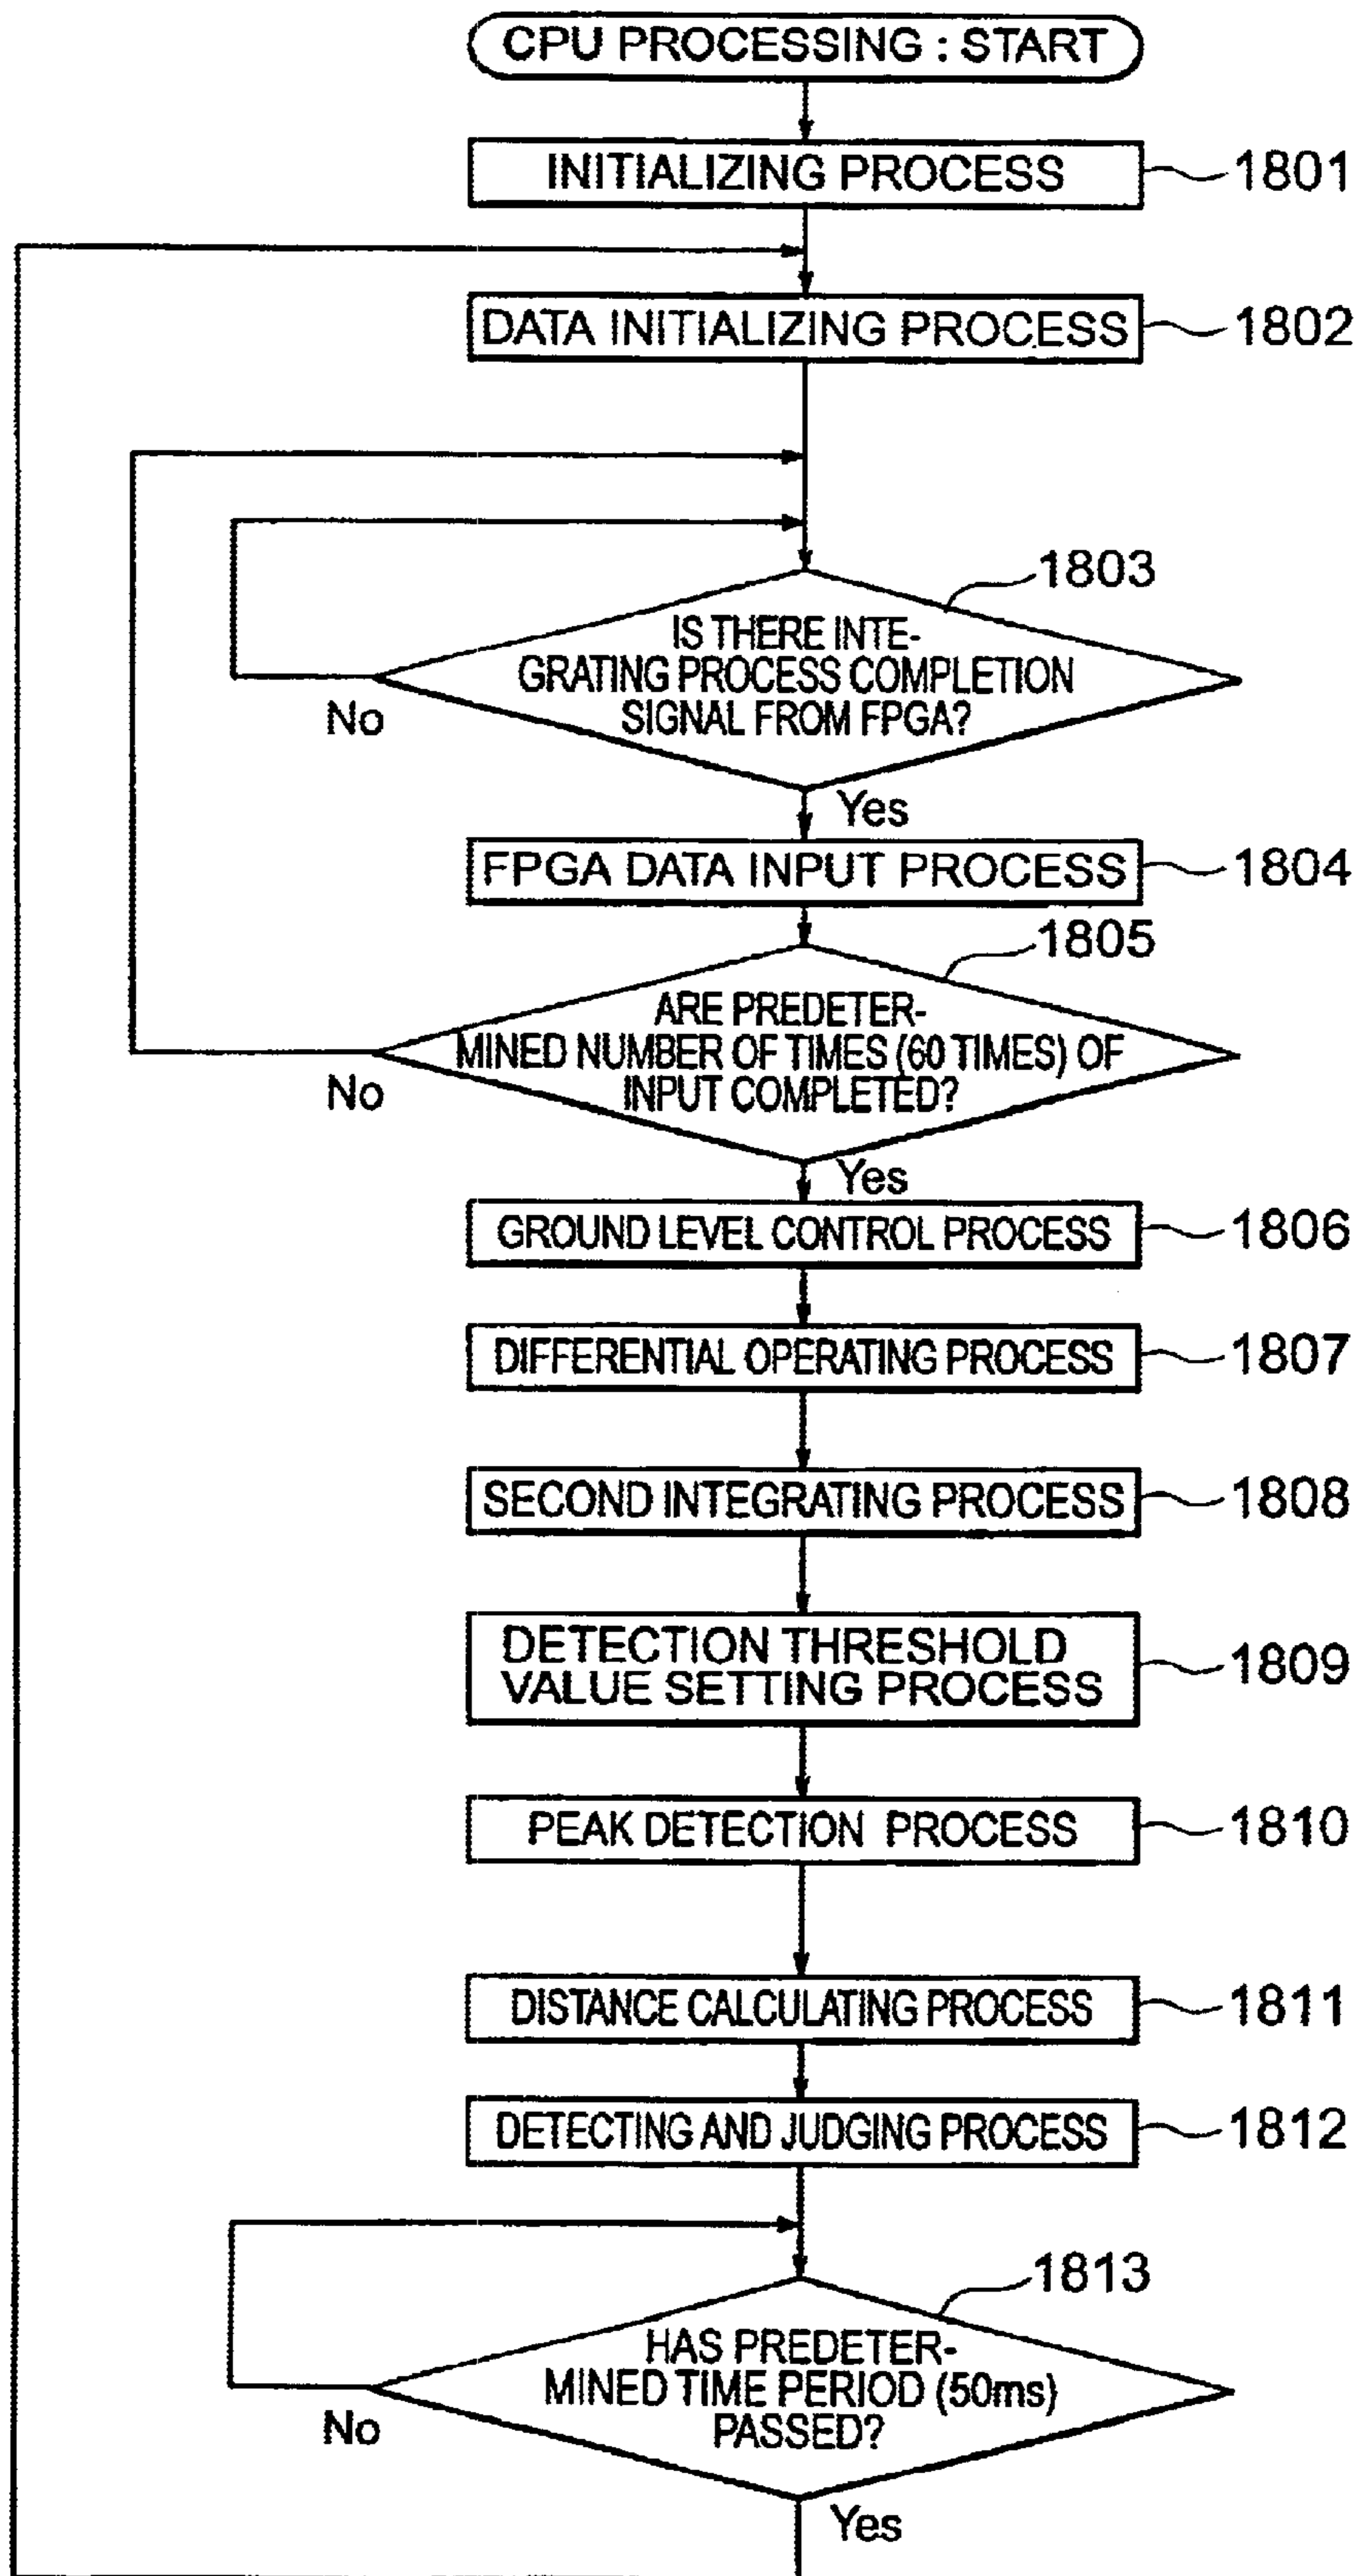 CPU PROCESSING : START
INITIALIZING PROCESS
1801
DATA INITIALIZING PROCESS
1802
1803
IS THERE INTE-
GRATING PROCESS COMPLETION
SIGNAL FROM FPGA?
No
Yes
FPGA DATA INPUT PROCESS
1804
1805
ARE PREDETER-
MINED NUMBER OF TIMES (60 TIMES) OF
INPUT COMPLETED?
No
Yes
GROUND LEVEL CONTROL PROCESS
1806
DIFFERENTIAL OPERATING PROCESS
1807
SECOND INTEGRATING PROCESS
1808
DETECTION THRESHOLD
VALUE SETTING PROCESS
1809
PEAK DETECTION PROCESS
1810
DISTANCE CALCULATING PROCESS
1811
DETECTING AND JUDGING PROCESS
1812
1813
HAS PREDETER-
MINED TIME PERIOD (50ms)
PASSED?
No
Yes